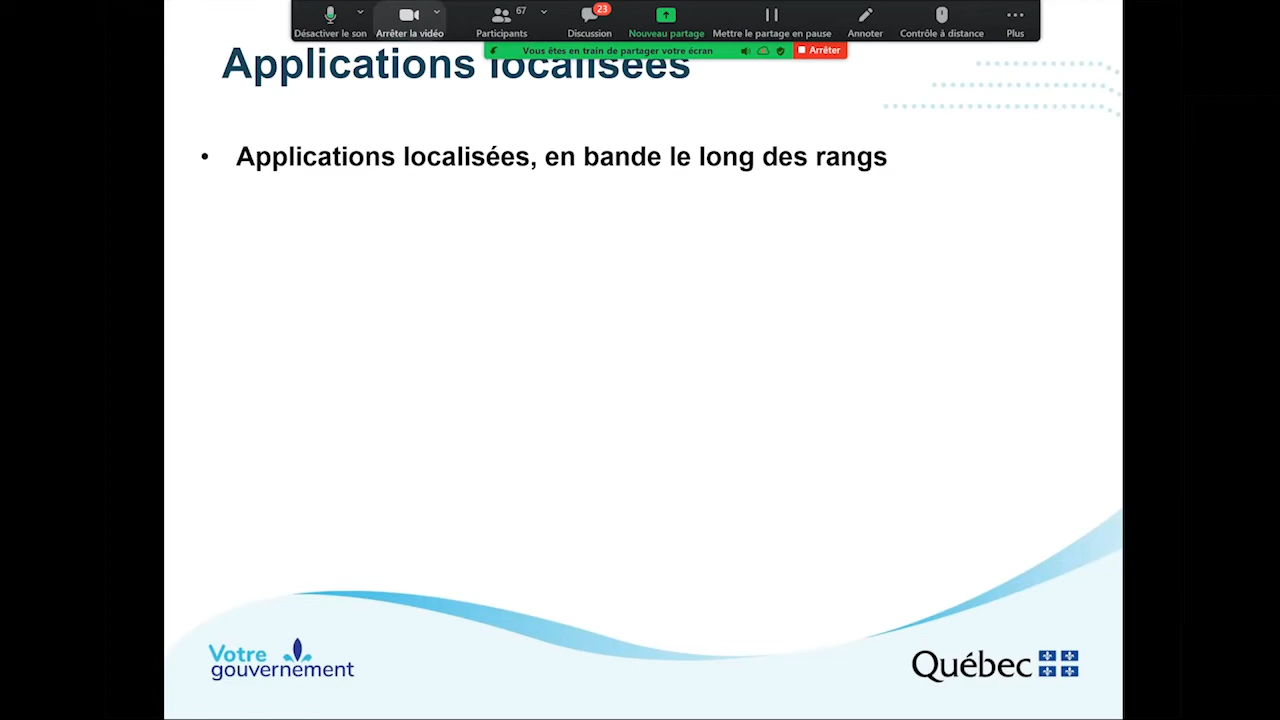 67
23
Désactiver le son
Arrêter la vidéo
Participants
Discussion
Nouveau partage
Mettre le partage en pause
Annoter
Contrôle à distance
Plus
Vous êtes en train de partager votre écran
Arrêter
Applications localisées
• Applications localisées, en bande le long des rangs
Votre
gouvernement
Québec